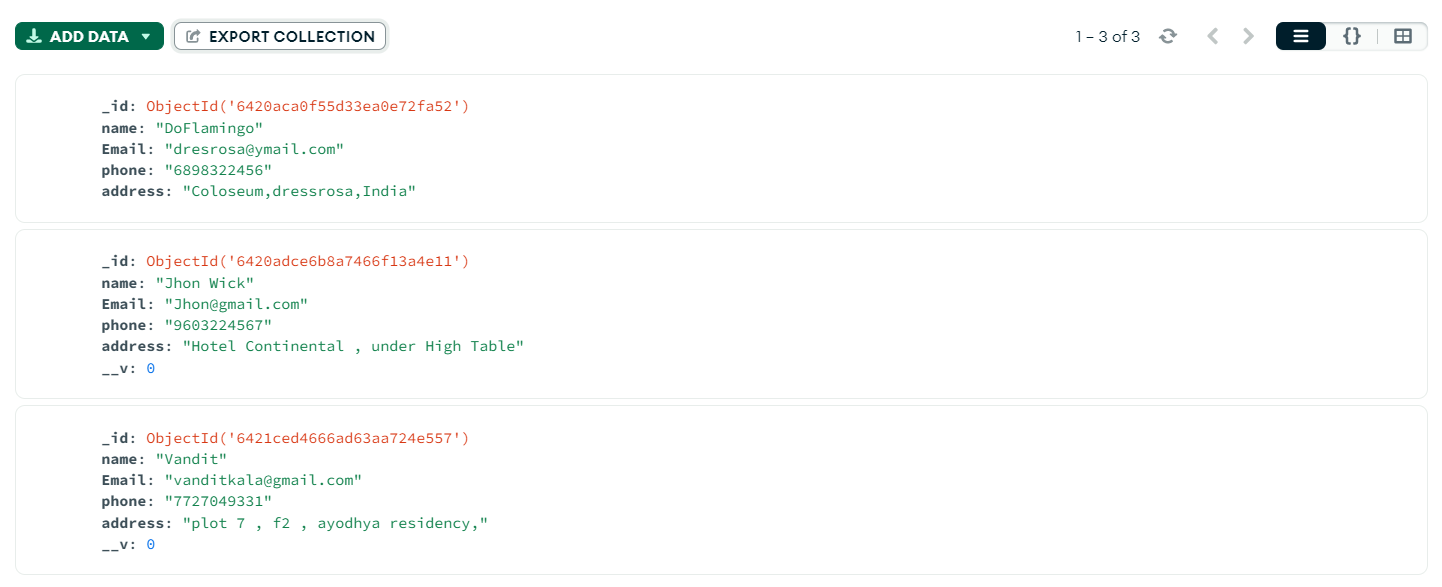 ADD DATA EXPORT COLLECTION 1 – 3 of 3 {}
_id: ObjectId('6420aca0f55d33ea0e72fa52')
name: "DoFlamingo"
Email: "dresrosa@ymail.com"
phone: "6898322456"
address: "Coloseum,dressrosa,India"
_id: ObjectId('6420adce6b8a7466f13a4e11')
name: "Jhon Wick"
Email: "Jhon@gmail.com"
phone: "9603224567"
address: "Hotel Continental , under High Table"
__v: 0
_id: ObjectId('6421ced4666ad63aa724e557')
name: "Vandit"
Email: "vanditkala@gmail.com"
phone: "7727049331"
address: "plot 7 , f2 , ayodhya residency,"
__v: 0